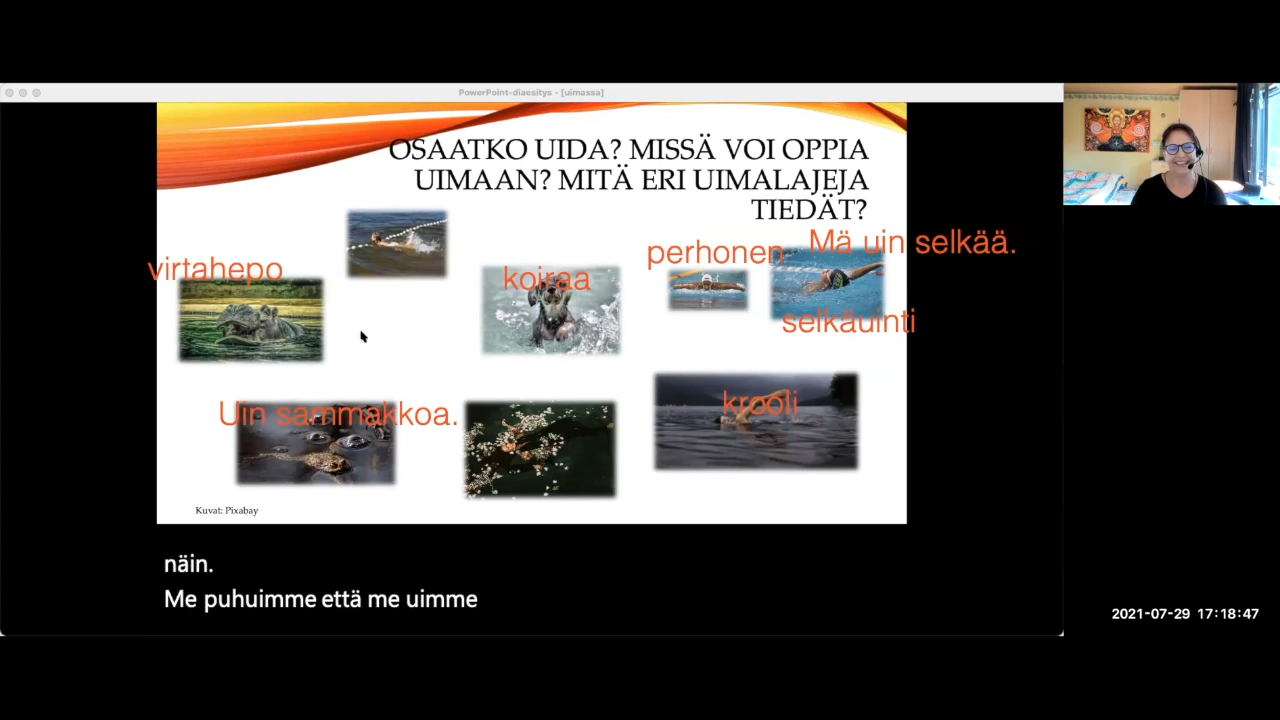 PowerPoint-diaesitys - [uimassa]
OSAATKO UIDA? MISSÄ VOI OPPIA
UIMAAN? MITÄ ERI UIMALAJEJA
TIEDÄT?
perhonen
Mä uin selkää.
virtahepo
koiraa
selkäuinti
krooli
Uin sammakkoa.
Kuvat: Pixabay
näin.
Me puhuimme että me uimme
2021-07-29 17:18:47